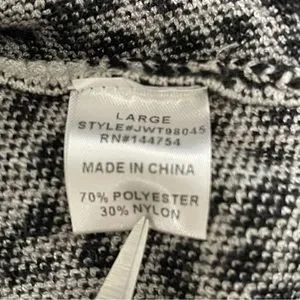 LARGE
STYLE#JWT98045
RN#144754
MADE IN CHINA
70% POLYESTER
30% NYLON